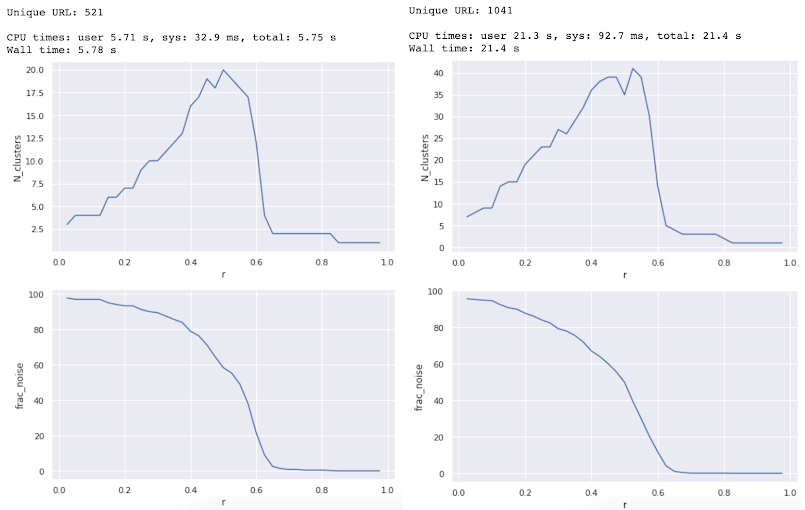 Unique URL: 521
CPU times: user 5.71 s, sys: 32.9 ms, total: 5.75 s
Wall time: 5.78 s
20.0
17.5
15.0
12.5
10.0
7.5
5.0
2.5
N_clusters
0.0 0.2 0.4 0.6 0.8 1.0
r
100
80
60
40
20
0
frac_noise
0.0 0.2 0.4 0.6 0.8 1.0
r
Unique URL: 1041
CPU times: user 21.3 s, sys: 92.7 ms, total: 21.4 s
Wall time: 21.4 s
40
35
30
25
20
15
10
5
0
N_clusters
0.0 0.2 0.4 0.6 0.8 1.0
r
100
80
60
40
20
0
frac_noise
0.0 0.2 0.4 0.6 0.8 1.0
r